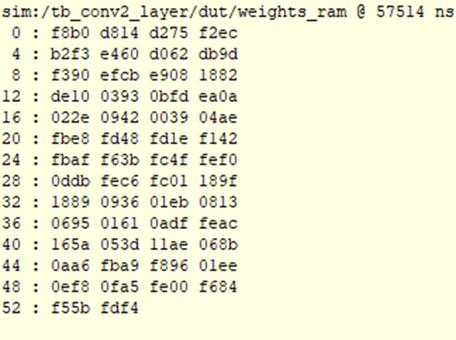 sim:/tb_conv2_layer/dut/weights_ram @ 57514 ns
0 : f8b0 d814 d275 f2ec
4 : b2f3 e460 d062 db9d
8 : f390 efcb e908 1882
12 : de10 0393 0bfd ea0a
16 : 022e 0942 0039 04ae
20 : fbe8 fd48 fd1e f142
24 : fbaf f63b fc4f fef0
28 : 0ddb fec6 fc01 189f
32 : 1889 0936 01eb 0813
36 : 0695 0161 0adf feac
40 : 165a 053d 11ae 068b
44 : 0aa6 fba9 f896 01ee
48 : 0ef8 0fa5 fe00 f684
52 : f55b fdf4